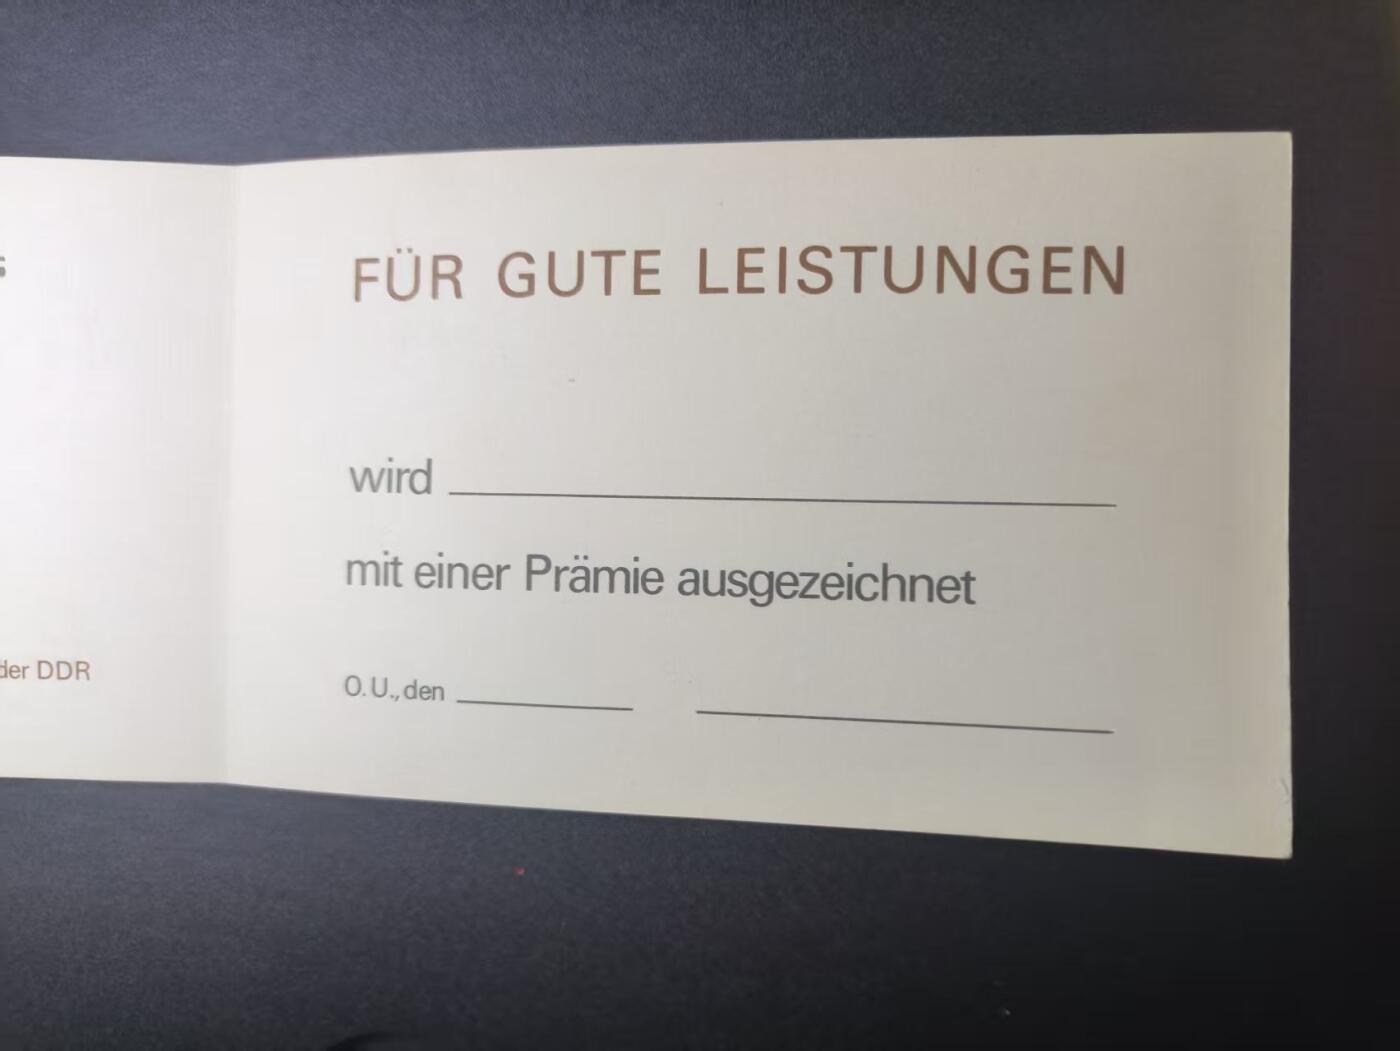 der DDR
FÜR GUTE LEISTUNGEN
wird
mit einer Prämie ausgezeichnet
O. U., den